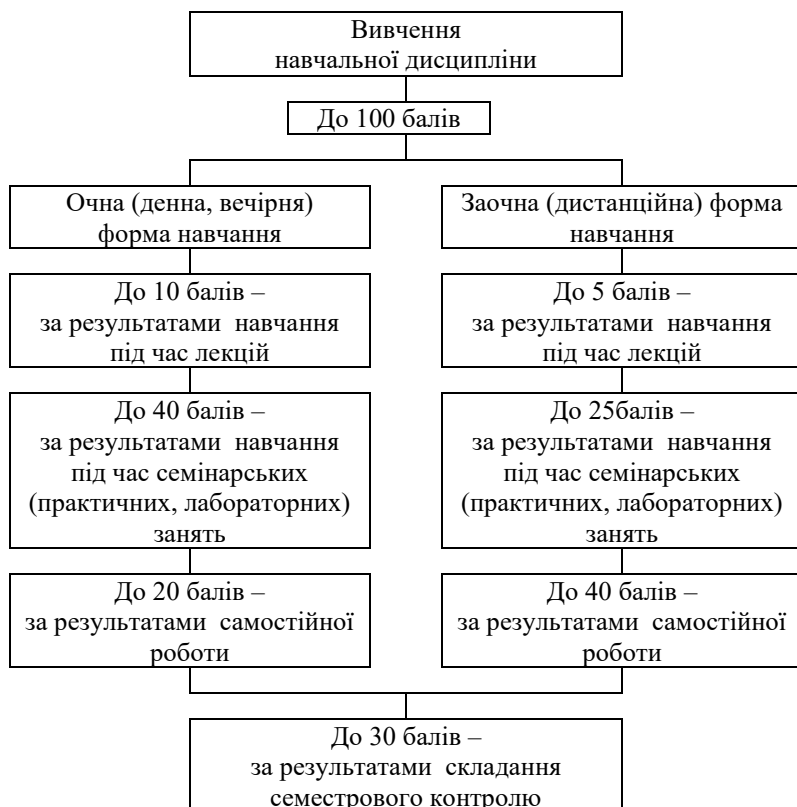 Вивчення
навчальної дисципліни
До 100 балів
Очна (денна, вечірня)
форма навчання
До 10 балів –
за результатами навчання
під час лекцій
До 40 балів –
за результатами навчання
під час семінарських
(практичних, лабораторних)
занять
До 20 балів –
за результатами самостійної
роботи
Заочна (дистанційна) форма
навчання
До 5 балів –
за результатами навчання
під час лекцій
До 25балів –
за результатами навчання
під час семінарських
(практичних, лабораторних)
занять
До 40 балів –
за результатами самостійної
роботи
До 30 балів –
за результатами складання
семестрового контролю